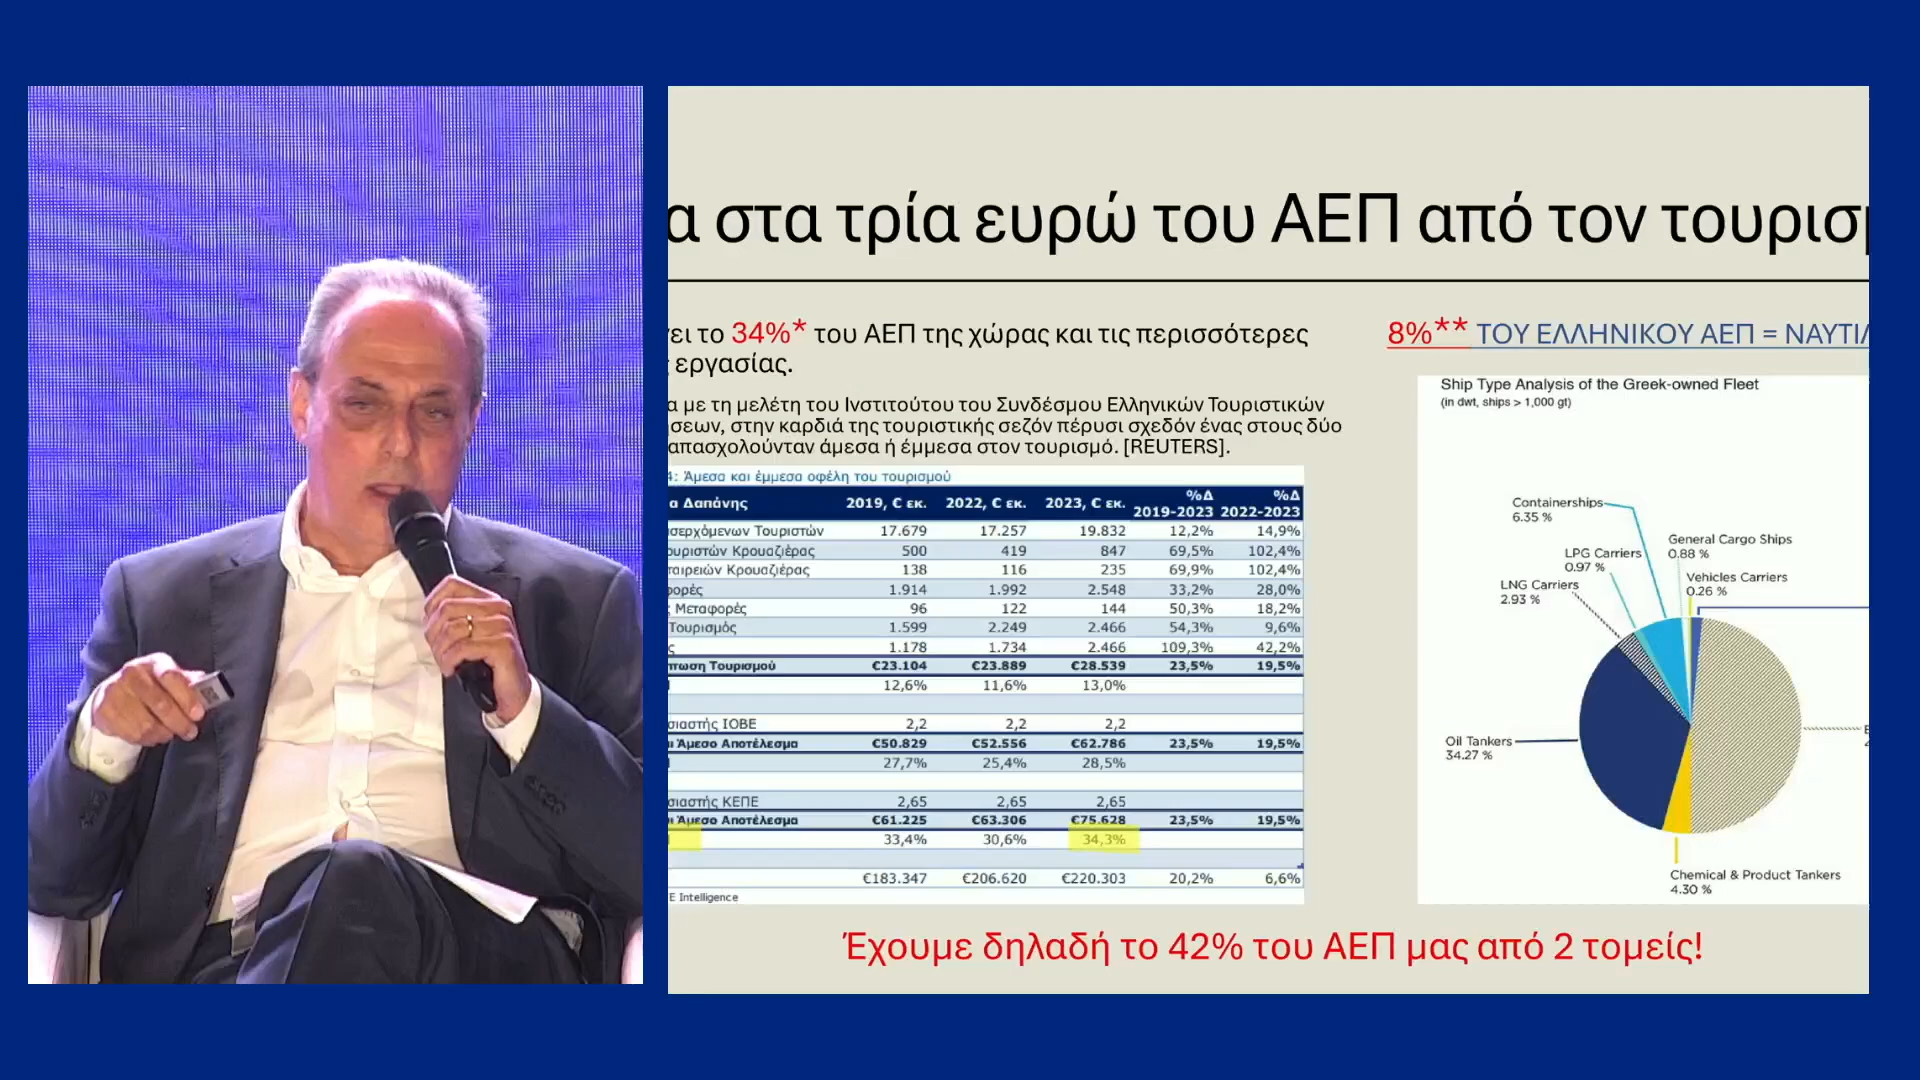 α στα τρία ευρώ του ΑΕΠ από τον τουρισμ
ει το 34%* του ΑΕΠ της χώρας και τις περισσότερες
εργασίας.
α με τη μελέτη του Ινστιτούτου του Συνδέσμου Ελληνικών Τουριστικών
σεων, στην καρδιά της τουριστικής σεζόν πέρυσι σχεδόν ένας στους δύο
απασχολούνταν άμεσα ή έμμεσα στον τουρισμό. [REUTERS].
4: Άμεσα και έμμεσα οφέλη του τουρισμού
α Δαπάνης 2019, € εκ. 2022, € εκ. 2023, € εκ. %Δ 2019-2023 %Δ 2022-2023
σερχόμενων Τουριστών 17.679 17.257 19.832 12,2% 14,9%
ουριστών Κρουαζιέρας 500 419 847 69,5% 102,4%
ταιρειών Κρουαζιέρας 138 116 235 69,9% 102,4%
ορές 1.914 1.992 2.548 33,2% 28,0%
ς Μεταφορές 96 122 144 50,3% 18,2%
Τουρισμός 1.599 2.249 2.466 54,3% 9,6%
ς 1.178 1.734 2.466 109,3% 42,2%
πτωση Τουρισμού €23.104 €23.889 €28.539 23,5% 19,5%
12,6% 11,6% 13,0%
σιαστής ΙΟΒΕ 2,2 2,2 2,2
ι Άμεσο Αποτέλεσμα €50.829 €52.556 €62.786 23,5% 19,5%
27,7% 25,4% 28,5%
σιαστής ΚΕΠΕ 2,65 2,65 2,65
ι Άμεσο Αποτέλεσμα €61.225 €63.306 €75.628 23,5% 19,5%
33,4% 30,6% 34,3%
€183.347 €206.620 €220.303 20,2% 6,6%
E Intelligence
8%** ΤΟΥ ΕΛΛΗΝΙΚΟΥ ΑΕΠ = ΝΑΥΤΙΛ
Ship Type Analysis of the Greek-owned Fleet
(in dwt, ships > 1,000 gt)
Containerships
6.35 %
General Cargo Ships
0.88 %
LPG Carriers
0.97 %
Vehicles Carriers
0.26 %
LNG Carriers
2.93 %
Oil Tankers
34.27 %
Chemical & Product Tankers
4.30 %
Έχουμε δηλαδή το 42% του ΑΕΠ μας από 2 τομείς!